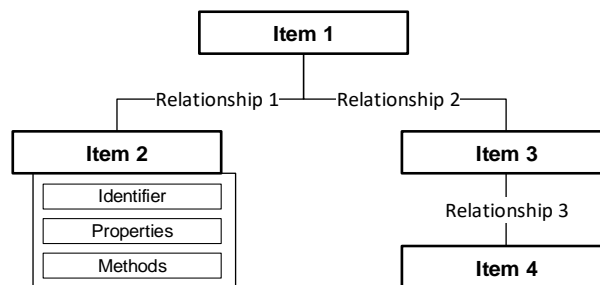 Item 1
Relationship 1 Relationship 2
Item 2 Item 3
Identifier
Relationship 3
Properties
Methods
Item 4